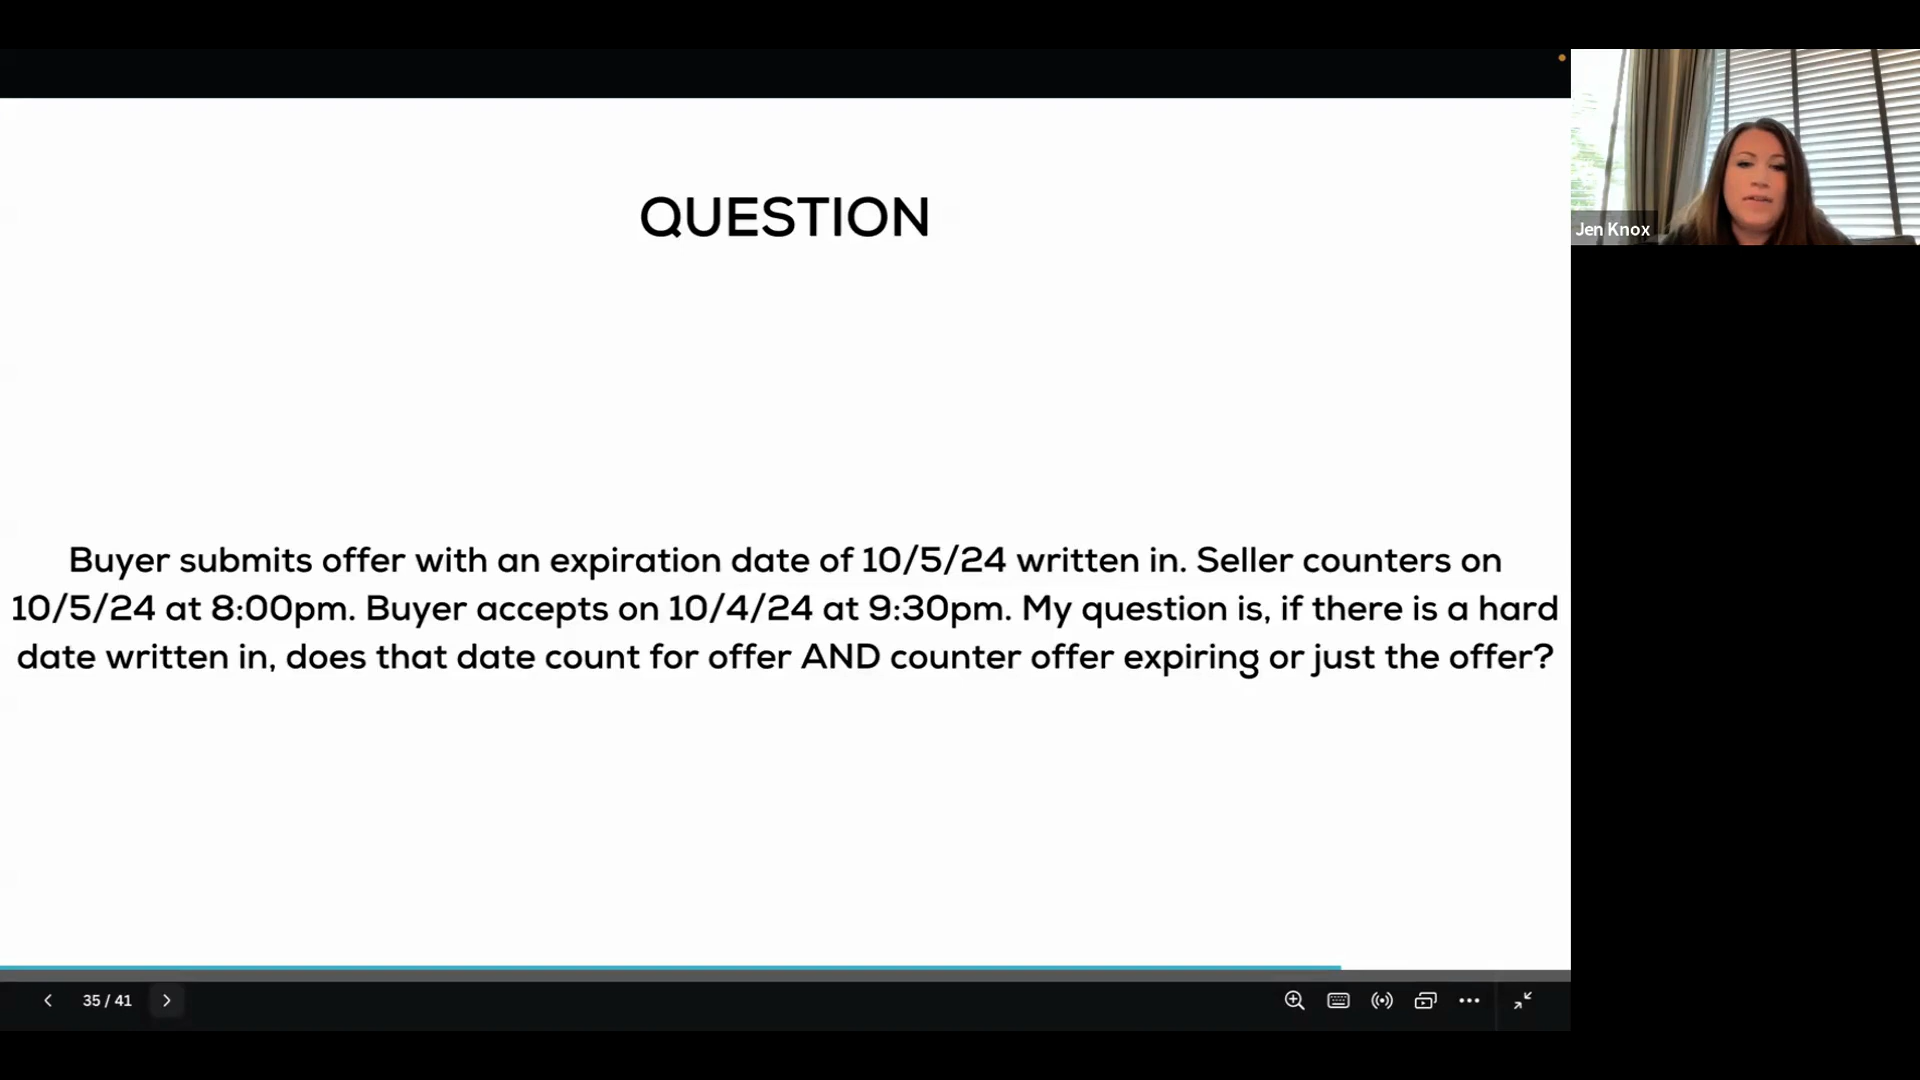 QUESTION
Jen Knox
Buyer submits offer with an expiration date of 10/5/24 written in. Seller counters on
10/5/24 at 8:00pm. Buyer accepts on 10/4/24 at 9:30pm. My question is, if there is a hard
date written in, does that date count for offer AND counter offer expiring or just the offer?
35 / 41